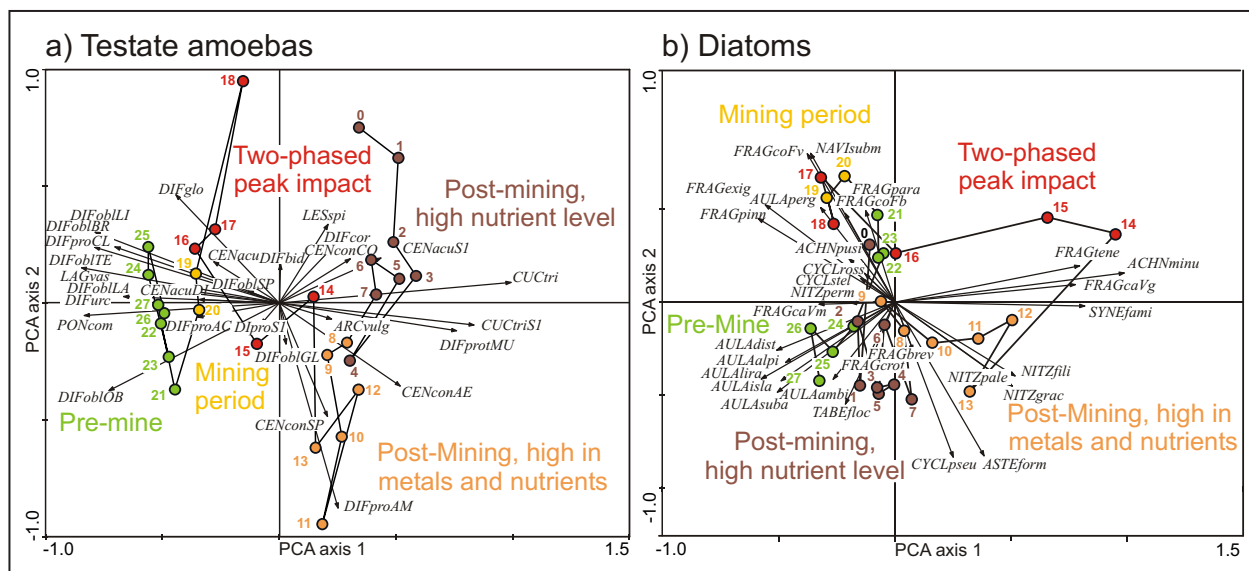 a) Testate amoebas
1.0
18
0
1
Two-phased
peak impact
DIFglo
LESspi
Post-mining,
high nutrient level
DIFoblLI
DIFoblBR
DIFproCL
25
17
16
DIFcor
CENconCO
2
CENacuS1
DIFoblTE
19
CENacu
DIFbid
6
5
3
LAGvas
24
DIFoblSP
CUCtri
DIFoblLA
CENacuDI
14
7
DIFurc
27
20
PONcom
26
DIFproAC
DIproS1
ARCvulg
CUCtriS1
22
15
8
DIFprotMU
DIFoblGL
9
4
23
Mining
period
12
CENconAE
DIFoblOB
21
Pre-mine
CENconSP
10
13
Post-Mining, high in
metals and nutrients
DIFproAM
11
PCA axis 2
-1.0
-1.0
PCA axis 1
1.5
b) Diatoms
1.0
Mining period
FRAGcoFv
NAVIsubm
17
20
Two-phased
peak impact
FRAGexig
19
FRAGpara
AULAperg
FRAGcoFb
15
FRAGpinn
18
21
14
ACHNpusi
0
23
16
FRAGtene
CYCLross
22
ACHNminu
CYCLstel
FRAGcaVg
NITZperm
9
SYNEfami
FRAGcaVm
2
Pre-Mine
26
24
6
8
11
12
AULAdist
10
AULAalpi
FRAGbrev
25
FRAGcrot
AULAlira
3
4
NITZpale
NITZfili
AULAisla
27
AULAambi
13
NITZgrac
AULAsuba
1
5
7
TABEfloc
Post-mining,
high nutrient level
Post-Mining, high in
metals and nutrients
CYCLpseu
ASTEform
PCA axis 2
-1.0
-1.0
PCA axis 1
1.5